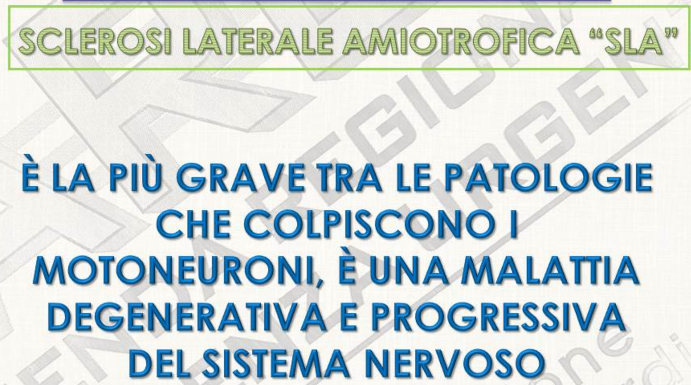 SCLEROSI LATERALE AMIOTROFICA “SLA”
È LA PIÙ GRAVE TRA LE PATOLOGIE
CHE COLPISCONO I
MOTONEURONI, È UNA MALATTIA
DEGENERATIVA E PROGRESSIVA
DEL SISTEMA NERVOSO